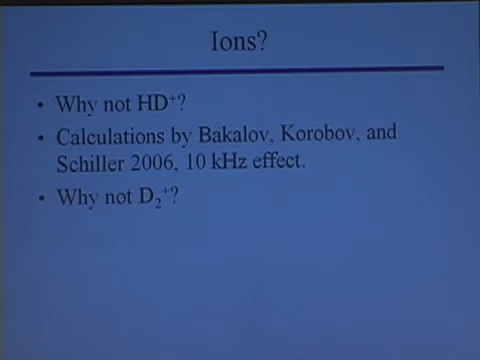 Ions?
• Why not HD⁺?
• Calculations by Bakalov, Korobov, and
Schiller 2006, 10 kHz effect.
• Why not D₂⁺?